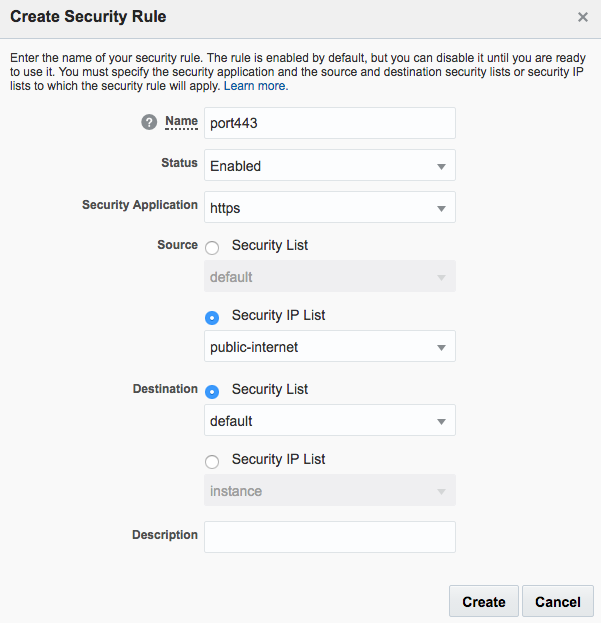 Create Security Rule ×
Enter the name of your security rule. The rule is enabled by default, but you can disable it until you are ready
to use it. You must specify the security application and the source and destination security lists or security IP
lists to which the security rule will apply. Learn more.
? Name port443
Status Enabled
Security Application https
Source Security List
default
Security IP List
public-internet
Destination Security List
default
Security IP List
instance
Description
Create Cancel